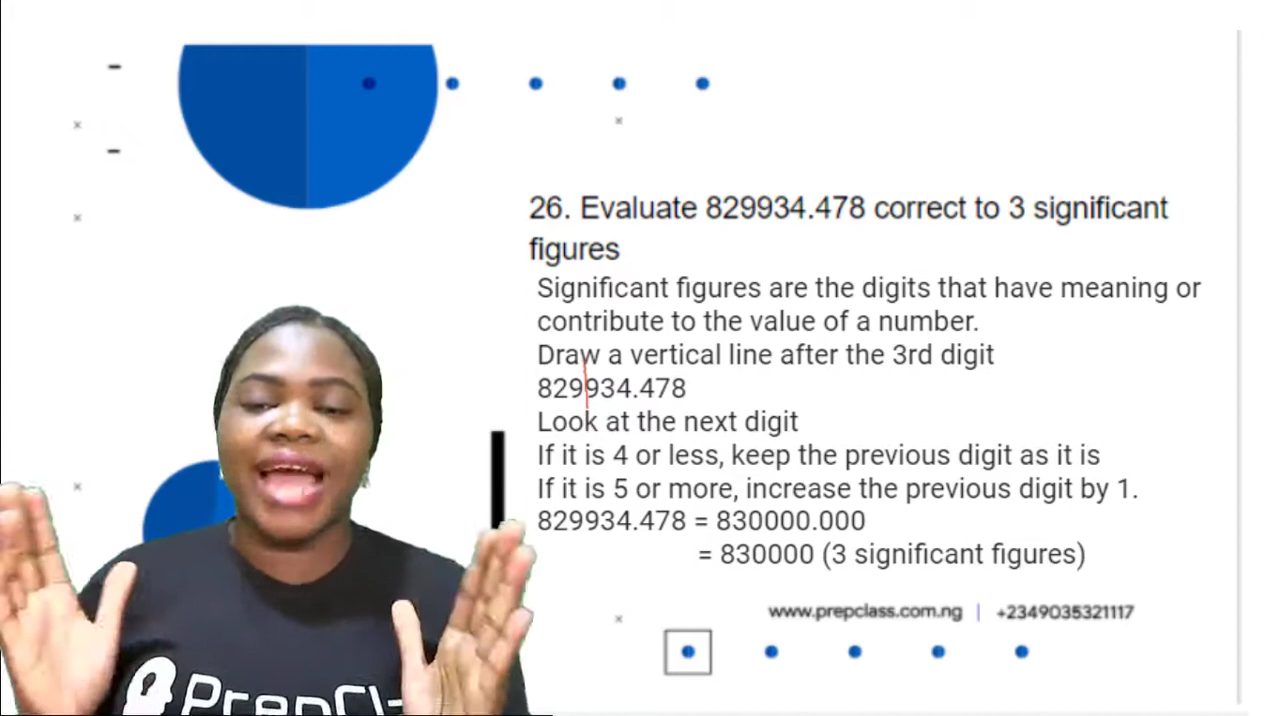 26. Evaluate 829934.478 correct to 3 significant
figures
Significant figures are the digits that have meaning or
contribute to the value of a number.
Draw a vertical line after the 3rd digit
829934.478
Look at the next digit
If it is 4 or less, keep the previous digit as it is
If it is 5 or more, increase the previous digit by 1.
829934.478 = 830000.000
= 830000 (3 significant figures)
www.prepclass.com.ng | +2349035321117